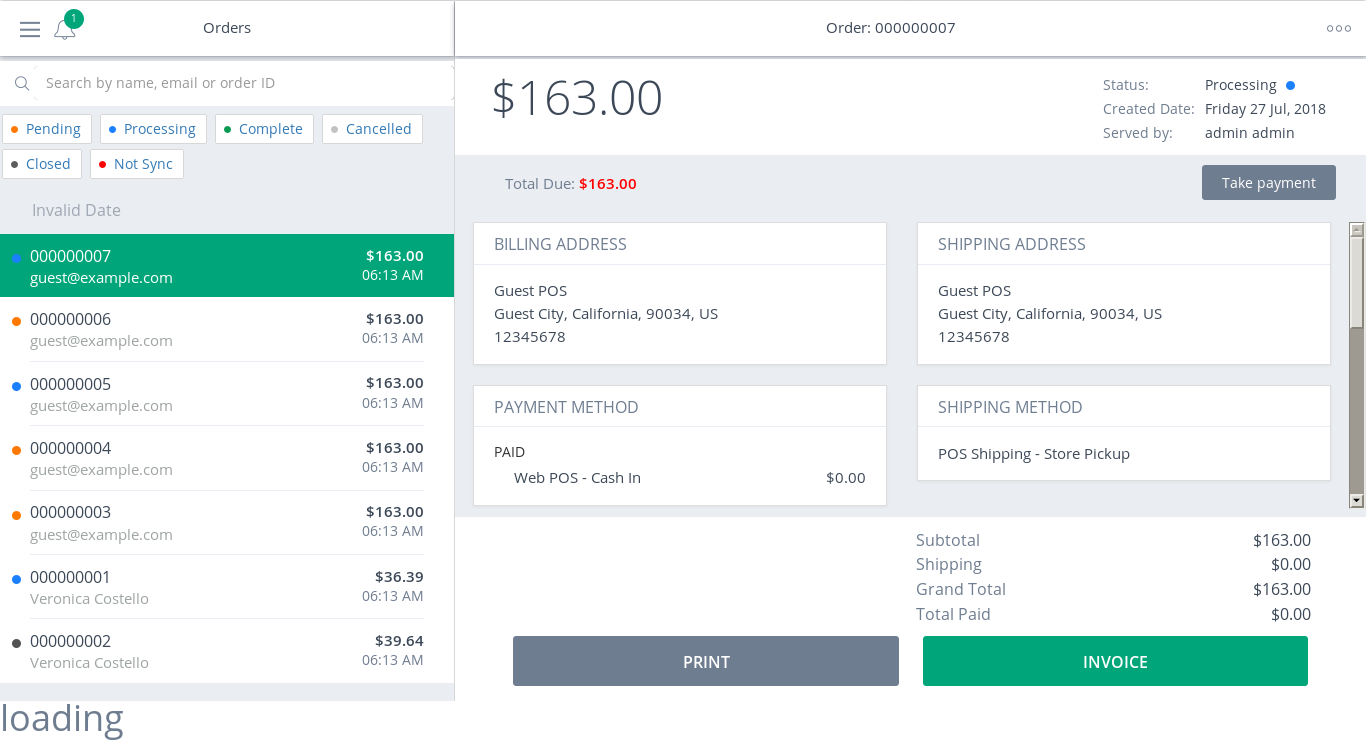 1
Orders
Search by name, email or order ID
Pending
Processing
Complete
Cancelled
Closed
Not Sync
Invalid Date
000000007 $163.00
guest@example.com 06:13 AM
000000006 $163.00
guest@example.com 06:13 AM
000000005 $163.00
guest@example.com 06:13 AM
000000004 $163.00
guest@example.com 06:13 AM
000000003 $163.00
guest@example.com 06:13 AM
000000001 $36.39
Veronica Costello 06:13 AM
000000002 $39.64
Veronica Costello 06:13 AM
loading
Order: 000000007
$163.00
Status: Processing
Created Date: Friday 27 Jul, 2018
Served by: admin admin
Total Due: $163.00
Take payment
BILLING ADDRESS
Guest POS
Guest City, California, 90034, US
12345678
SHIPPING ADDRESS
Guest POS
Guest City, California, 90034, US
12345678
PAYMENT METHOD
PAID
Web POS - Cash In $0.00
SHIPPING METHOD
POS Shipping - Store Pickup
Subtotal $163.00
Shipping $0.00
Grand Total $163.00
Total Paid $0.00
PRINT
INVOICE